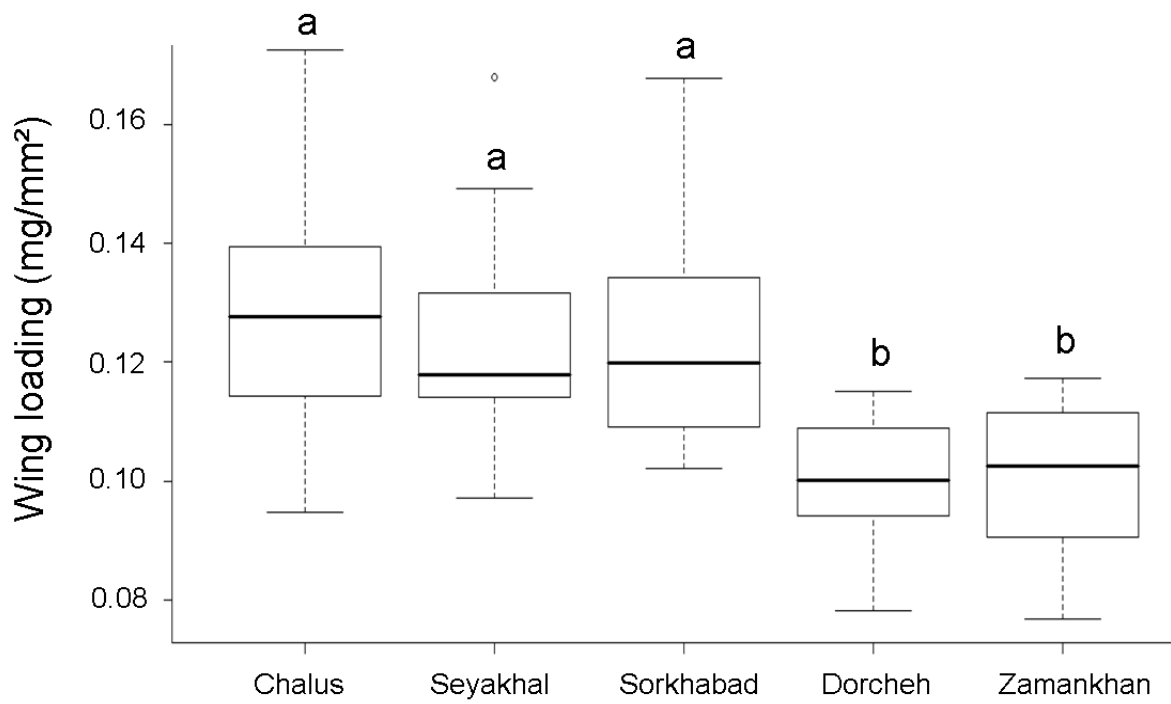 a
a
a
b
b
Wing loading (mg/mm²)
0.16
0.14
0.12
0.10
0.08
Chalus
Seyakhal
Sorkhabad
Dorcheh
Zamankhan